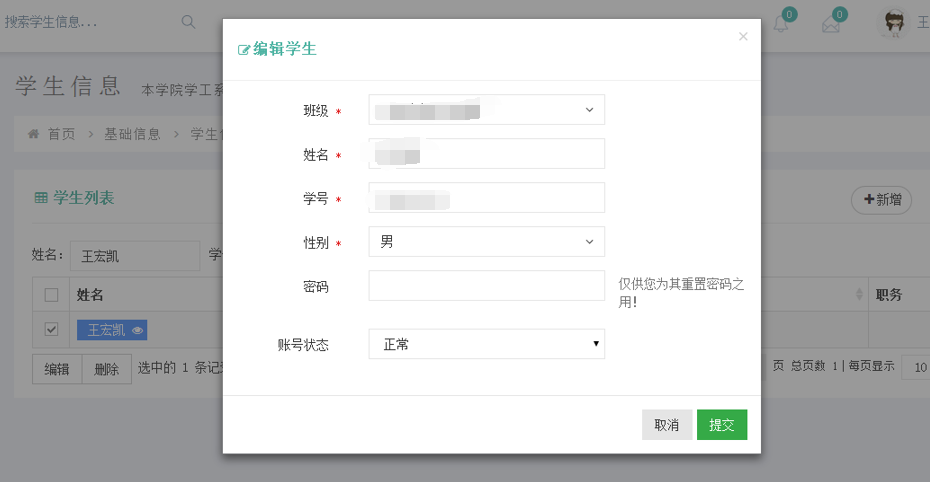 搜索学生信息...
0
0
王
学生信息 本学院学工系
首页 > 基础信息 > 学生信
学生列表
新增
姓名: 王宏凯 学
姓名
职务
王宏凯
编辑 删除 选中的 1 条记录
页 总页数 1 | 每页显示 10
编辑学生
×
班级 *
姓名 *
学号 *
性别 * 男
密码
仅供您为其重置密码之
用!
账号状态 正常
取消 提交